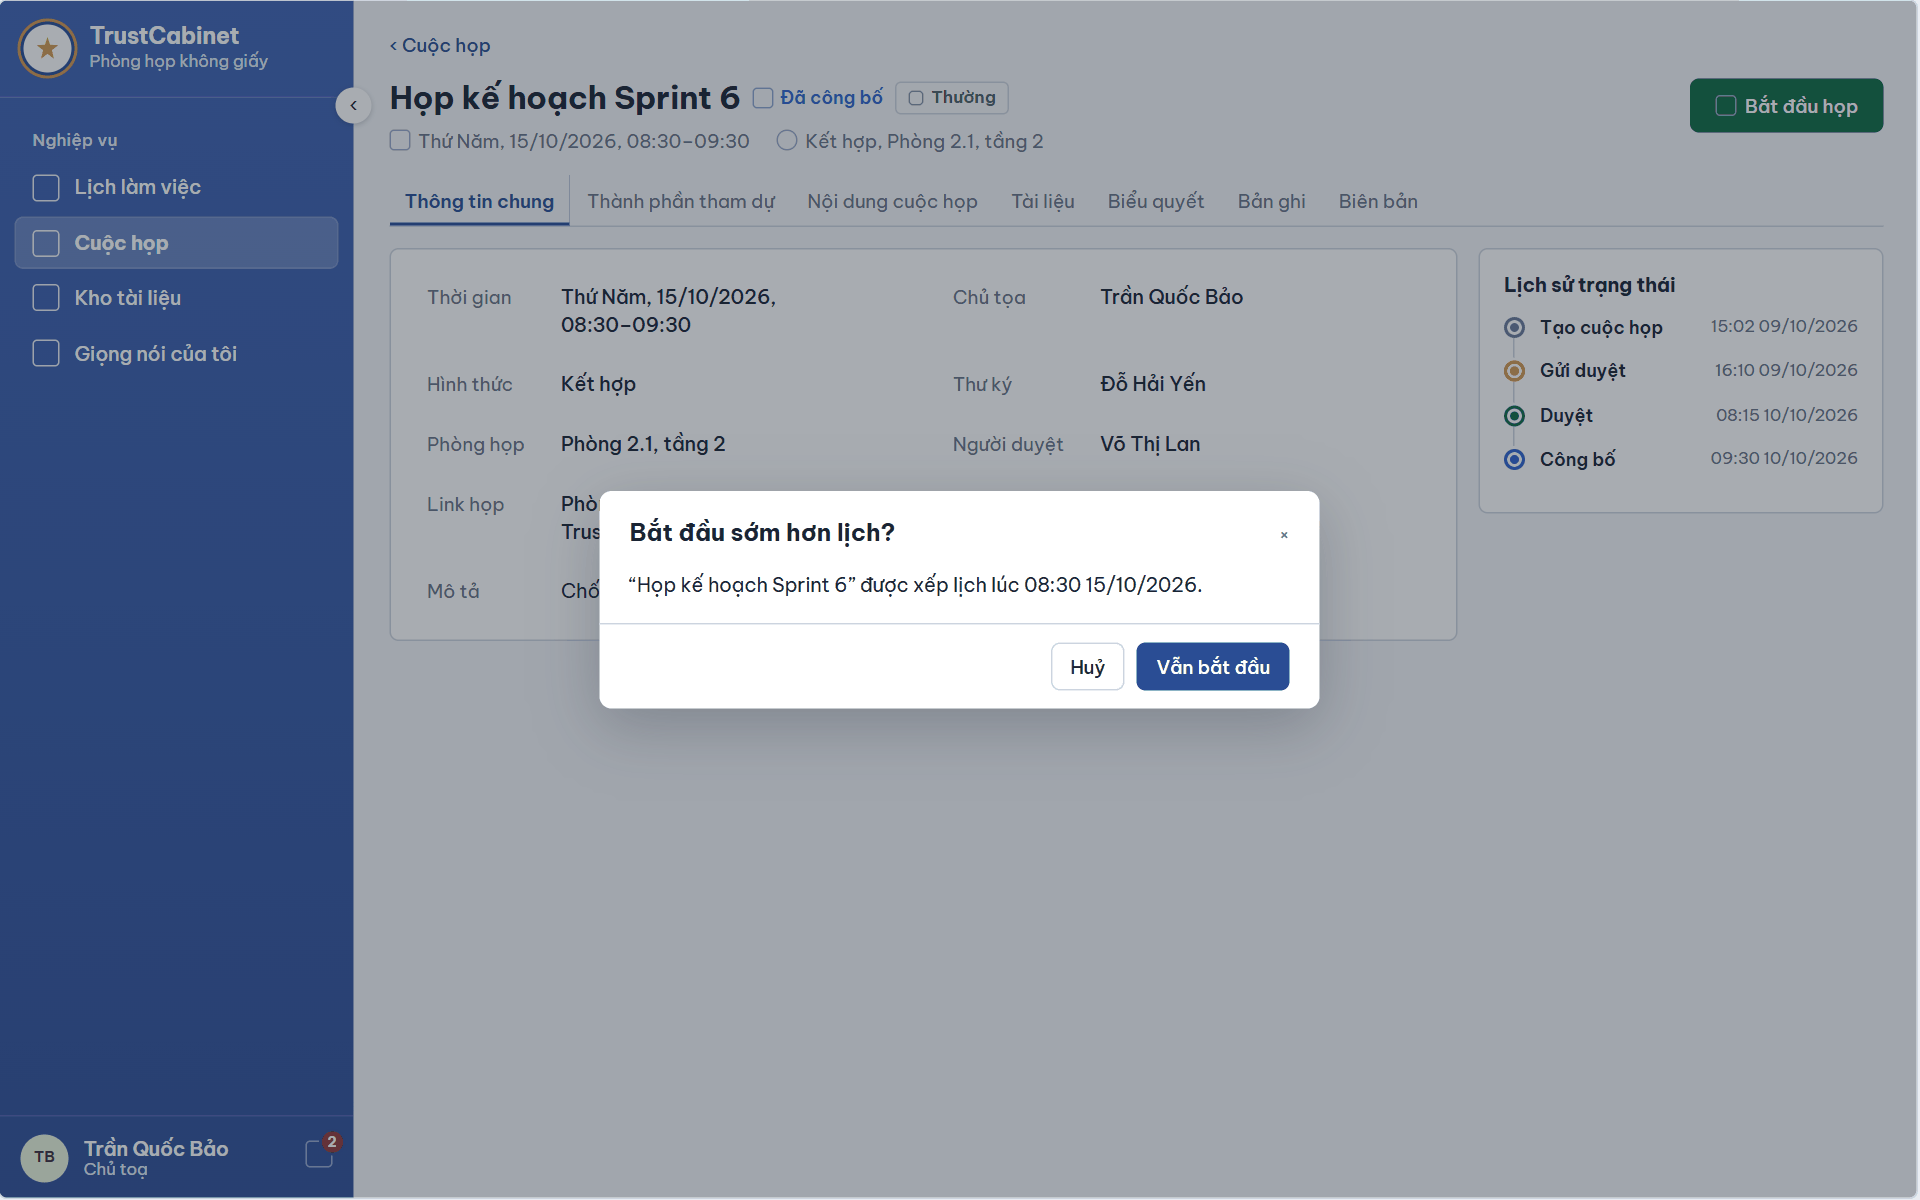 TrustCabinet
Phòng họp không giấy
Nghiệp vụ
Lịch làm việc
Cuộc họp
Kho tài liệu
Giọng nói của tôi
TB
Trần Quốc Bảo
Chủ toạ
2
‹ Cuộc họp
Họp kế hoạch Sprint 6
Đã công bố
Thường
Thứ Năm, 15/10/2026, 08:30–09:30
Kết hợp, Phòng 2.1, tầng 2
Bắt đầu họp
Thông tin chung
Thành phần tham dự
Nội dung cuộc họp
Tài liệu
Biểu quyết
Bản ghi
Biên bản
Thời gian
Thứ Năm, 15/10/2026,
08:30–09:30
Chủ tọa
Trần Quốc Bảo
Hình thức
Kết hợp
Thư ký
Đỗ Hải Yến
Phòng họp
Phòng 2.1, tầng 2
Người duyệt
Võ Thị Lan
Link họp
Mô tả
Lịch sử trạng thái
Tạo cuộc họp
15:02 09/10/2026
Gửi duyệt
16:10 09/10/2026
Duyệt
08:15 10/10/2026
Công bố
09:30 10/10/2026
Bắt đầu sớm hơn lịch?
×
“Họp kế hoạch Sprint 6” được xếp lịch lúc 08:30 15/10/2026.
Huỷ
Vẫn bắt đầu